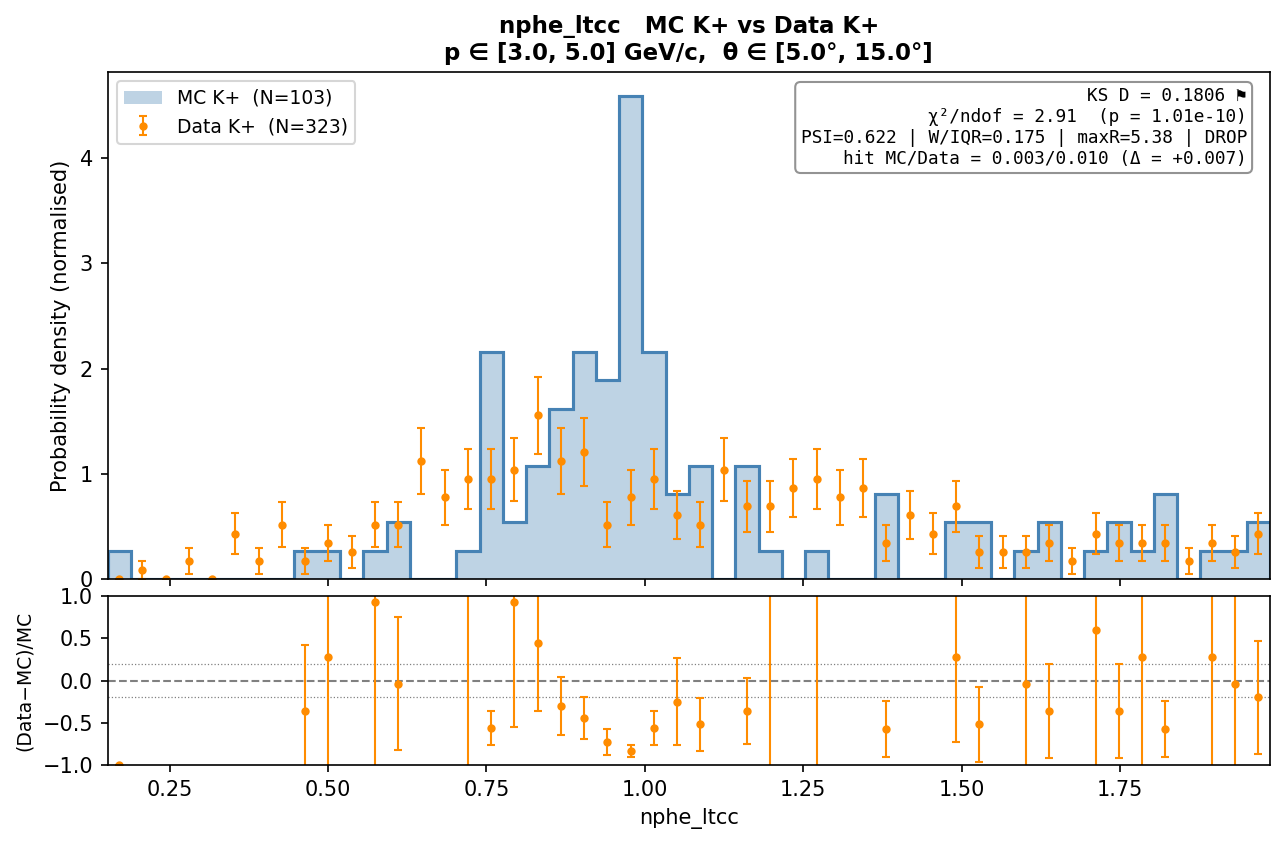 nphe_ltcc   MC K+ vs Data K+
p ∈ [3.0, 5.0] GeV/c,  θ ∈ [5.0°, 15.0°]
MC K+  (N=103)
Data K+  (N=323)
KS D = 0.1806 ⚑
χ²/ndof = 2.91  (p = 1.01e-10)
PSI=0.622 | W/IQR=0.175 | maxR=5.38 | DROP
hit MC/Data = 0.003/0.010 (Δ = +0.007)
Probability density (normalised)
4
3
2
1
0
(Data−MC)/MC
1.0
0.5
0.0
−0.5
−1.0
0.25 0.50 0.75 1.00 1.25 1.50 1.75
nphe_ltcc